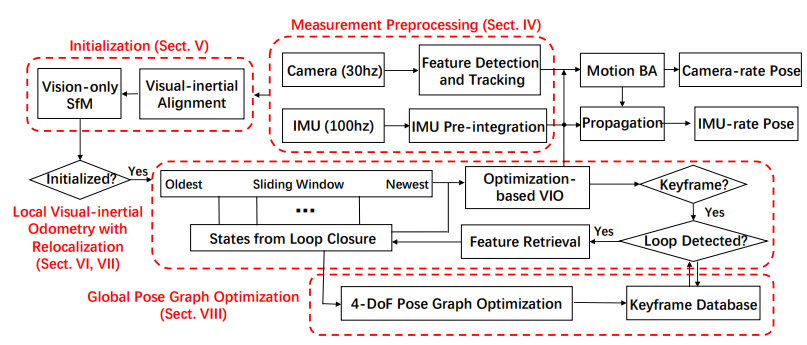 Measurement Preprocessing (Sect. IV)
Initialization (Sect. V)
Camera (30hz)
Feature Detection
and Tracking
Motion BA
Camera-rate Pose
Vision-only
SfM
Visual-inertial
Alignment
IMU (100hz)
IMU Pre-integration
Propagation
IMU-rate Pose
Initialized?
Yes
Oldest
Sliding Window
Newest
Optimization-
based VIO
Keyframe?
Yes
Local Visual-inertial
Odometry with
Relocalization
(Sect. VI, VII)
...
States from Loop Closure
Feature Retrieval
Yes
Loop Detected?
Global Pose Graph Optimization
(Sect. VIII)
4-DoF Pose Graph Optimization
Keyframe Database